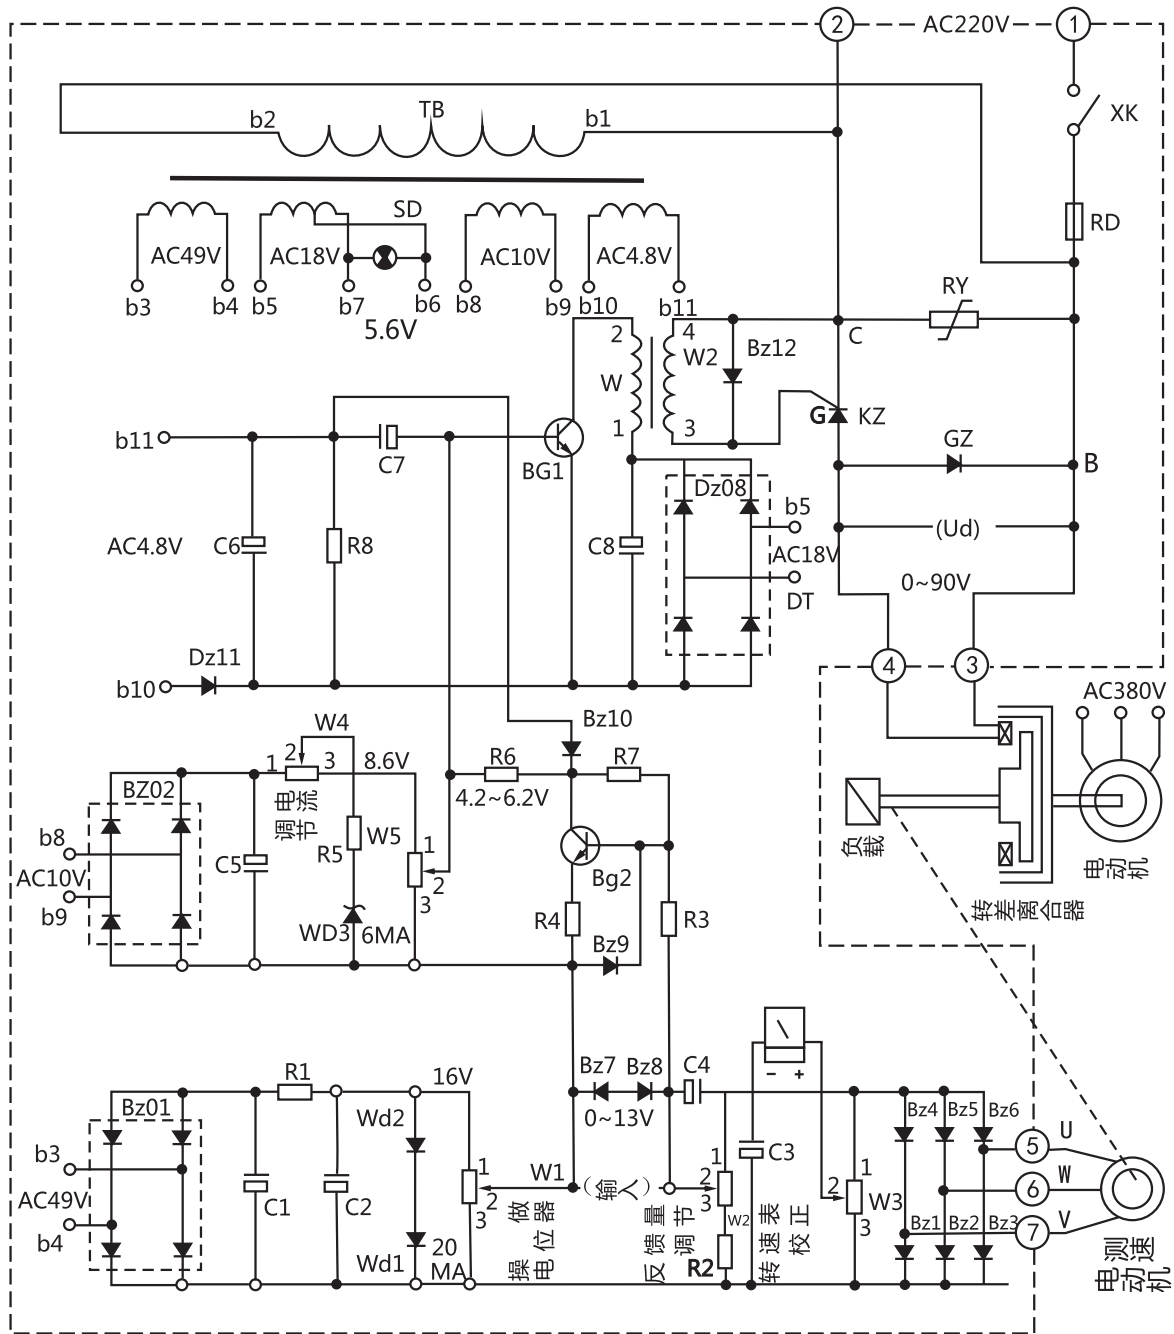 2
AC220V
1
XK
b2
TB
b1
RD
SD
AC49V
AC18V
AC10V
AC4.8V
b3
b4
b5
b7
b6
b8
b9
b10
b11
5.6V
RY
C
2
4
W2
W
1
3
Bz12
G
KZ
GZ
B
b11
C7
BG1
Dz08
b5
(Ud)
AC4.8V
C6
R8
C8
AC18V
DT
0~90V
Dz11
b10
4
3
AC380V
W4
Bz10
1
2
3
8.6V
R6
R7
4.2~6.2V
BZ02
电流
调节
b8
AC10V
b9
C5
R5
W5
1
2
3
WD3
6MA
Bg2
R4
R3
Bz9
负载
电动机
转差离合器
- +
Bz7
Bz8
C4
0~13V
R1
16V
Bz01
Wd2
b3
AC49V
b4
C1
C2
Wd1
20
MA
1
2
3
W1
(输入)
操做器
电位
反馈量
调节
1
2
3
W2
R2
C3
转速表
校正
1
2
3
W3
Bz4
Bz5
Bz6
Bz1
Bz2
Bz3
5
U
6
W
7
V
测速
电动机